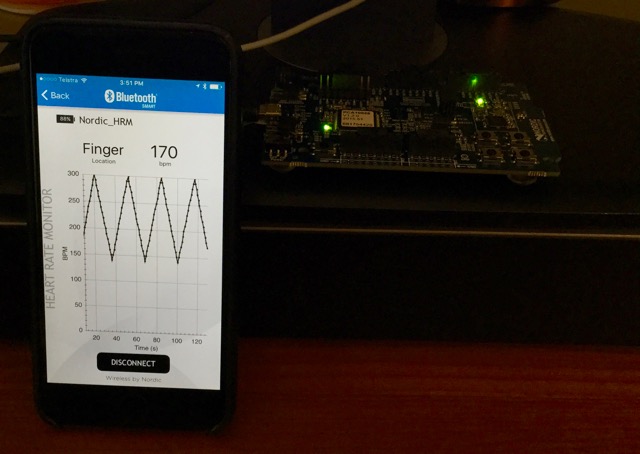 Telstra
3:51 PM
Back
Bluetooth
SMART
88%
Nordic_HRM
Finger
170
Location
bpm
HEART RATE MONITOR
BPM
300
250
200
150
100
50
0
20 40 60 80 100 120
Time (s)
DISCONNECT
Wireless by Nordic